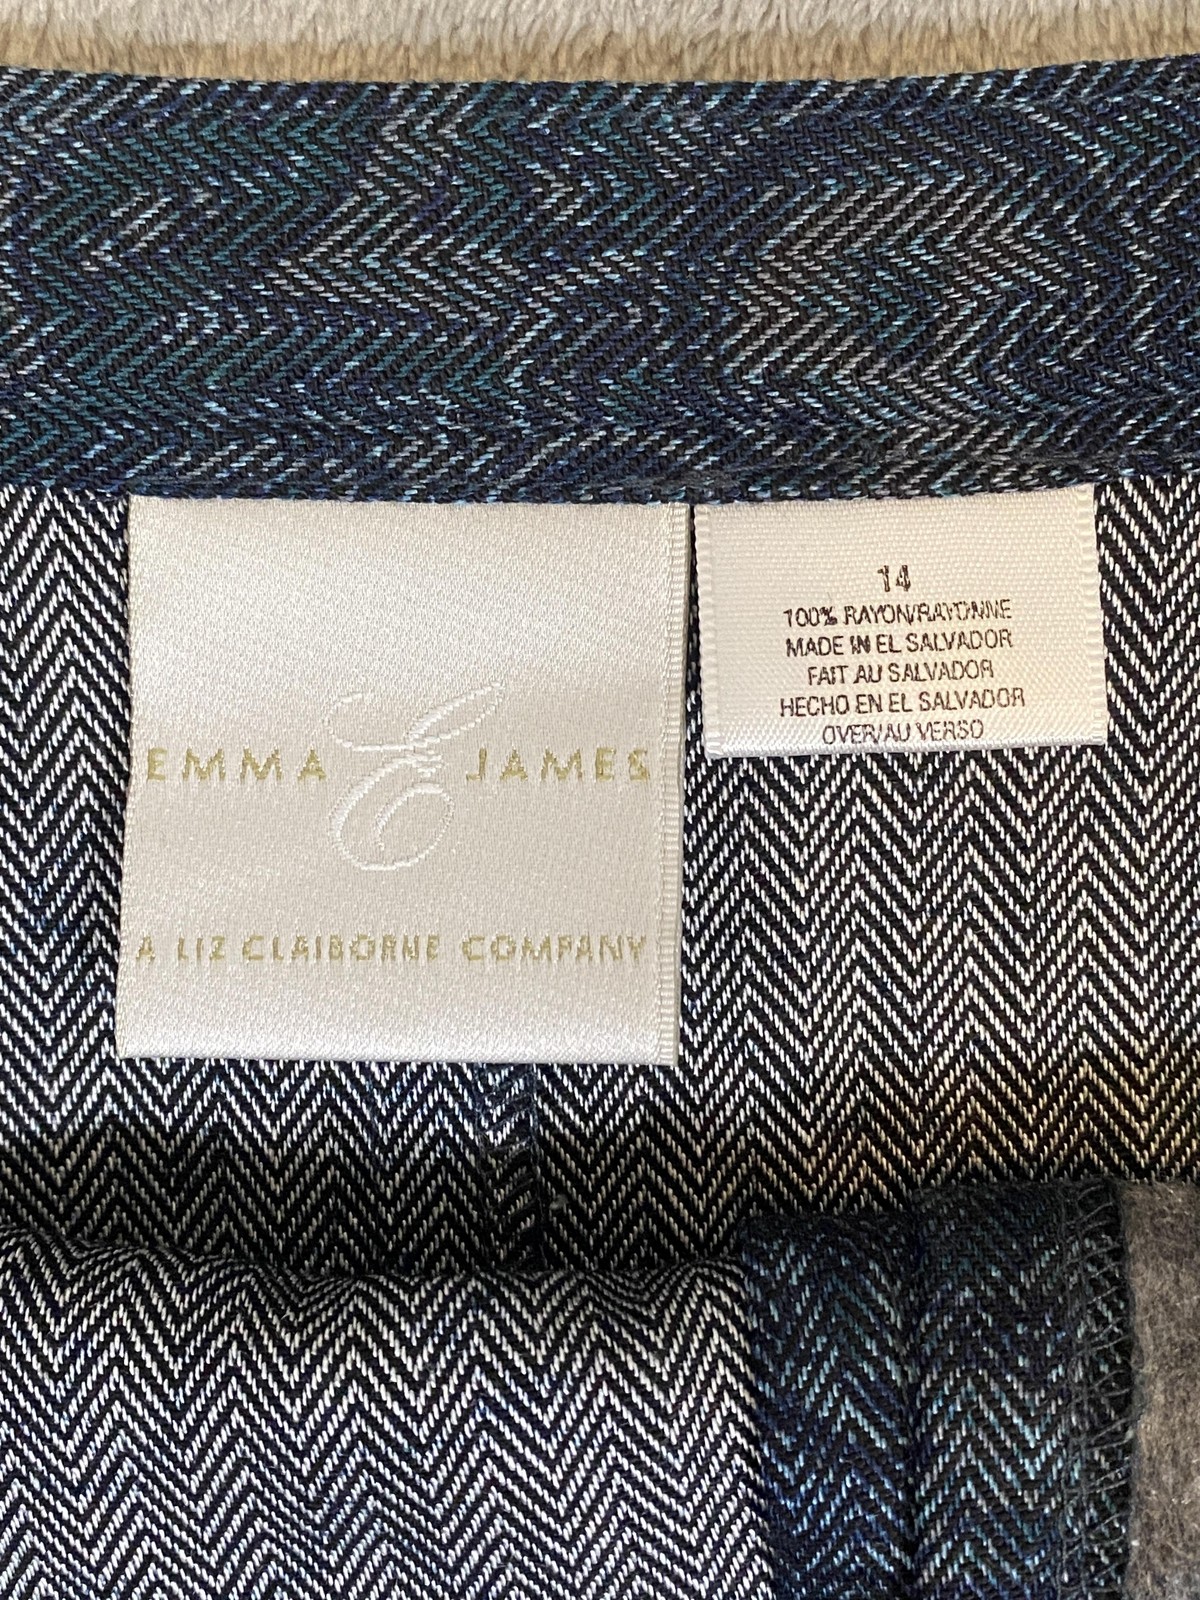 EMMA E JAMES
A LIZ CLAIBORNE COMPANY
14
100% RAYON/RAYONNE
MADE IN EL SALVADOR
FAIT AU SALVADOR
HECHO EN EL SALVADOR
OVER/AU VERSO